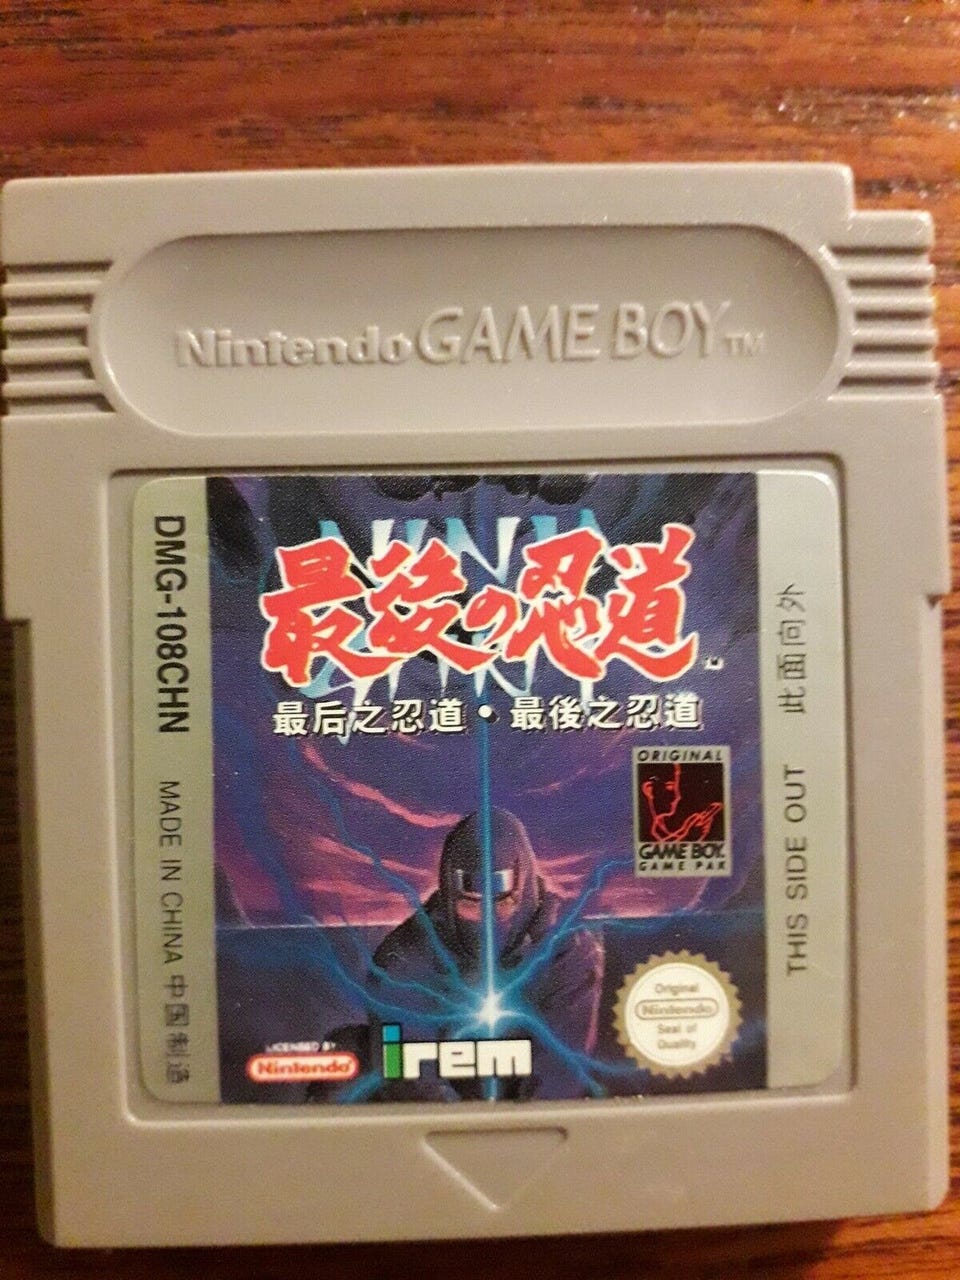 Nintendo GAME BOY TM
最後の忍道 TM
最后之忍道・最後之忍道
ORIGINAL
GAME BOY
GAME PAK
Original
Nintendo
Seal of
Quality
LICENSED BY
Nintendo
irem
DMG-108CHN MADE IN CHINA 中国制造
THIS SIDE OUT 此面向外